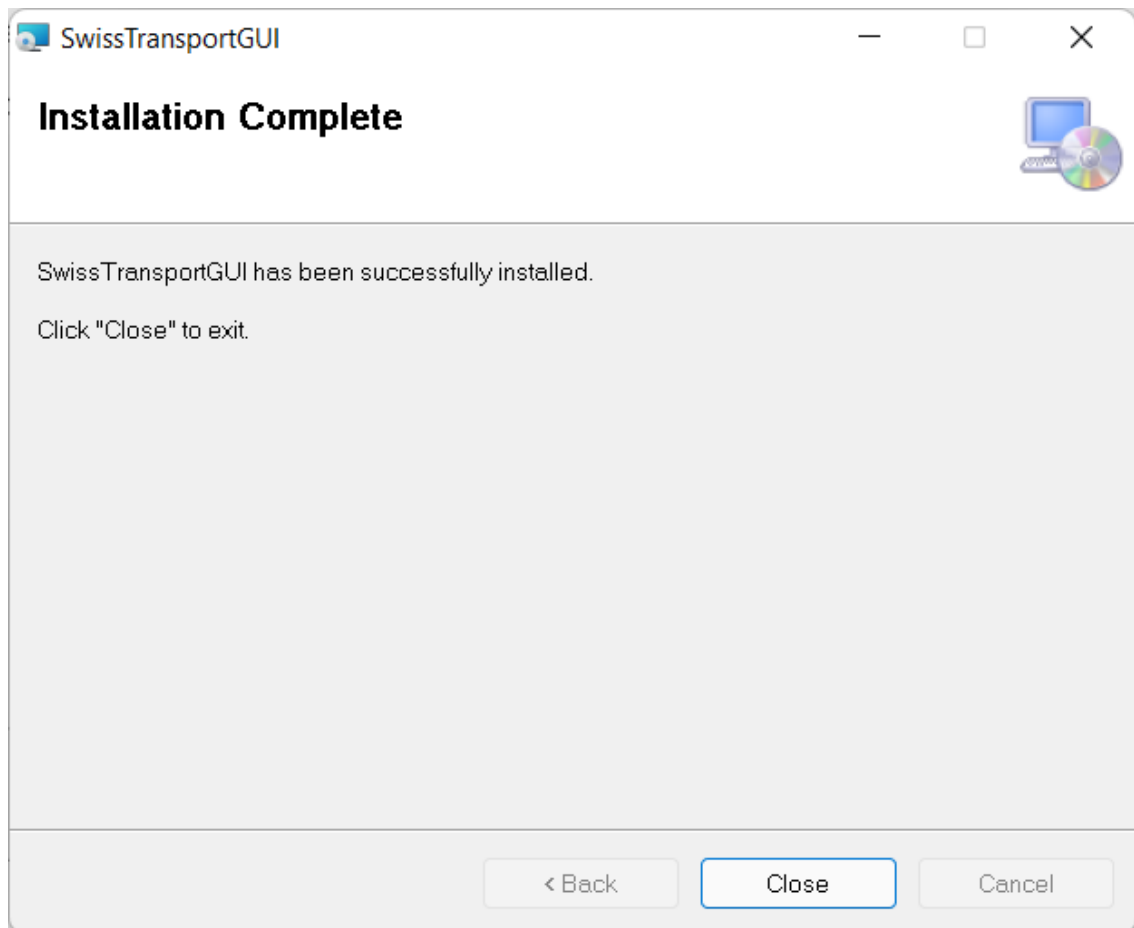 SwissTransportGUI
Installation Complete
SwissTransportGUI has been successfully installed.
Click "Close" to exit.
< Back
Close
Cancel